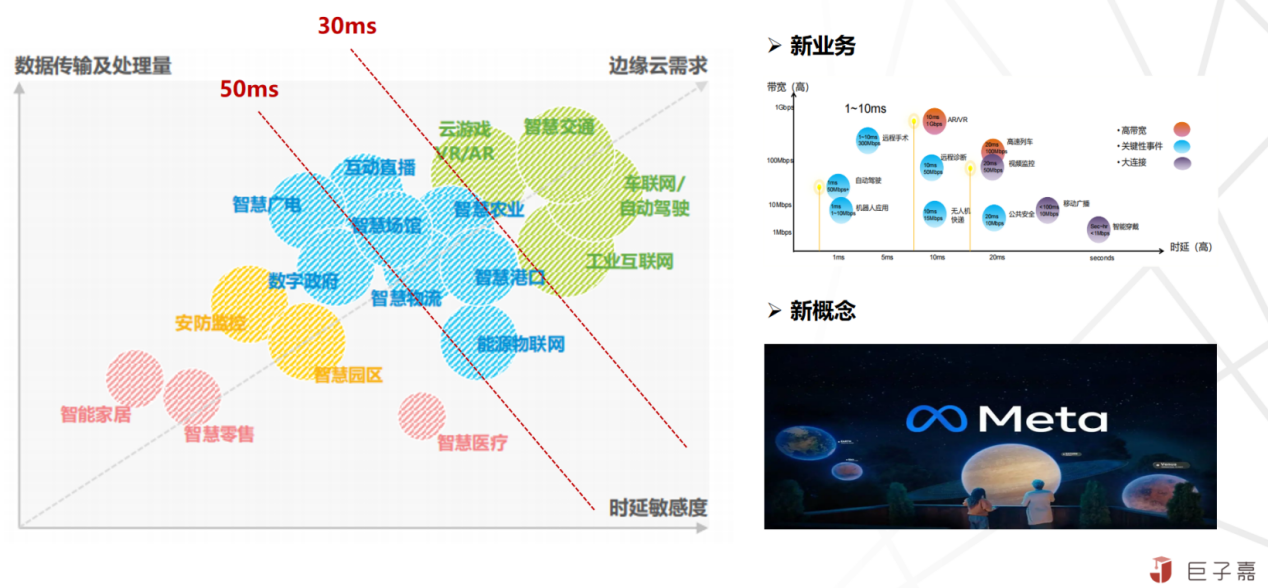 30ms
50ms
数据传输及处理量
边缘云需求
云游戏
VR/AR
智慧交通
互动直播
车联网/
自动驾驶
智慧广电
智慧农业
智慧场馆
工业互联网
数字政府
智慧港口
智慧物流
安防监控
能源物联网
智慧园区
智能家居
智慧零售
智慧医疗
时延敏感度
➢ 新业务
带宽（高）
1~10ms
1Gbps
10ms
1Gbps
AR/VR
1~10ms
300Mbps
远程手术
20ms
100Mbps
高速列车
•高带宽
•关键性事件
•大连接
100Mbps
10ms
50Mbps
远程诊断
20ms
50Mbps
视频监控
1ms
50Mbps+
自动驾驶
10Mbps
1ms
1~10Mbps
机器人应用
10ms
15Mbps
无人机
快递
20ms
10Mbps
公共安全
<100ms
10Mbps
移动广播
1Mbps
<1Mbps
智能穿戴
时延（高）
1ms
5ms
10ms
20ms
seconds
➢ 新概念
Meta
巨子嘉